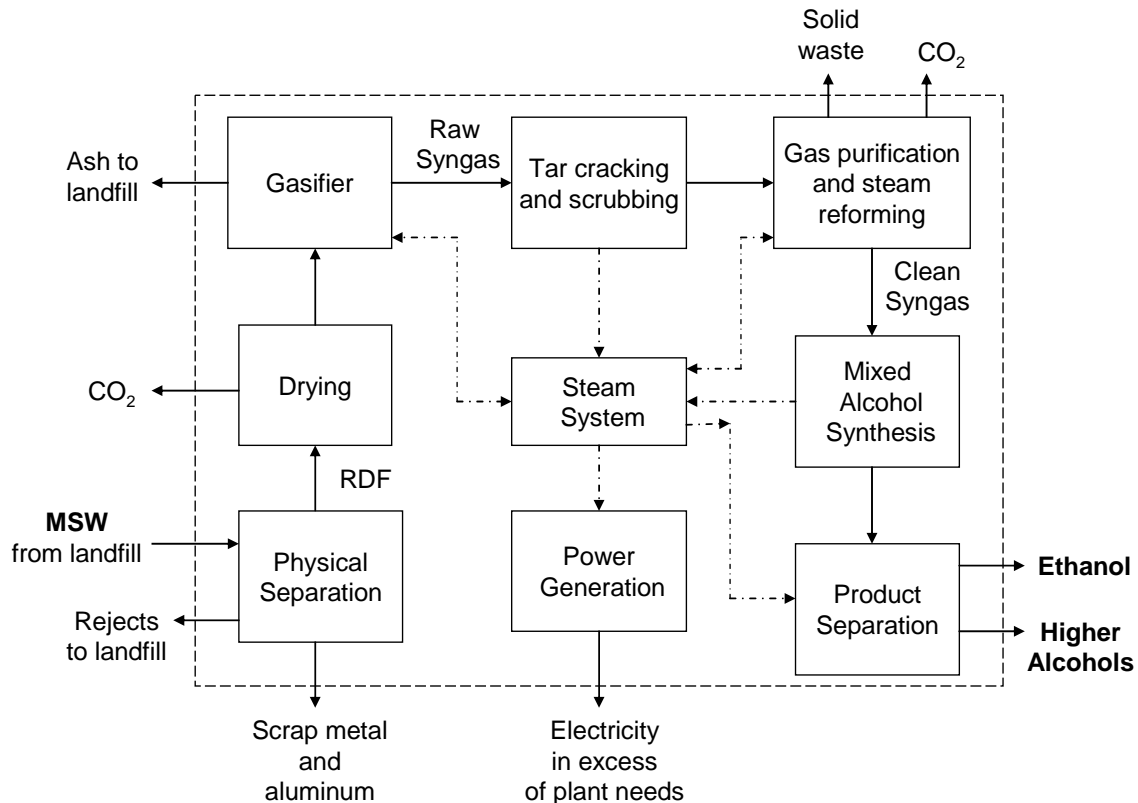 Solid
waste
CO₂
Ash to
landfill
Gasifier
Raw
Syngas
Tar cracking
and scrubbing
Gas purification
and steam
reforming
Clean
Syngas
CO₂
Drying
Steam
System
Mixed
Alcohol
Synthesis
RDF
MSW
from landfill
Physical
Separation
Power
Generation
Product
Separation
Ethanol
Rejects
to landfill
Higher
Alcohols
Scrap metal
and
aluminum
Electricity
in excess
of plant needs